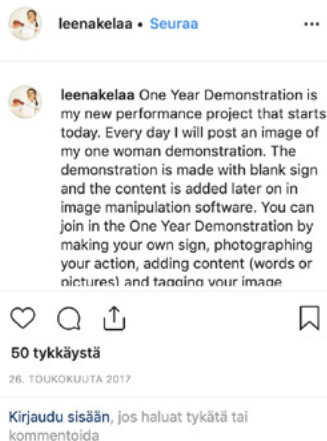 leenakelaa • Seuraa
leenakelaa One Year Demonstration is
my new performance project that starts
today. Every day I will post an image of
my one woman demonstration. The
demonstration is made with blank sign
and the content is added later on in
image manipulation software. You can
join in the One Year Demonstration by
making your own sign, photographing
your action, adding content (words or
pictures) and tagging your image
50 tykkäystä
26. TOUKOKUUTA 2017
Kirjaudu sisään, jos haluat tykätä tai
kommentoida